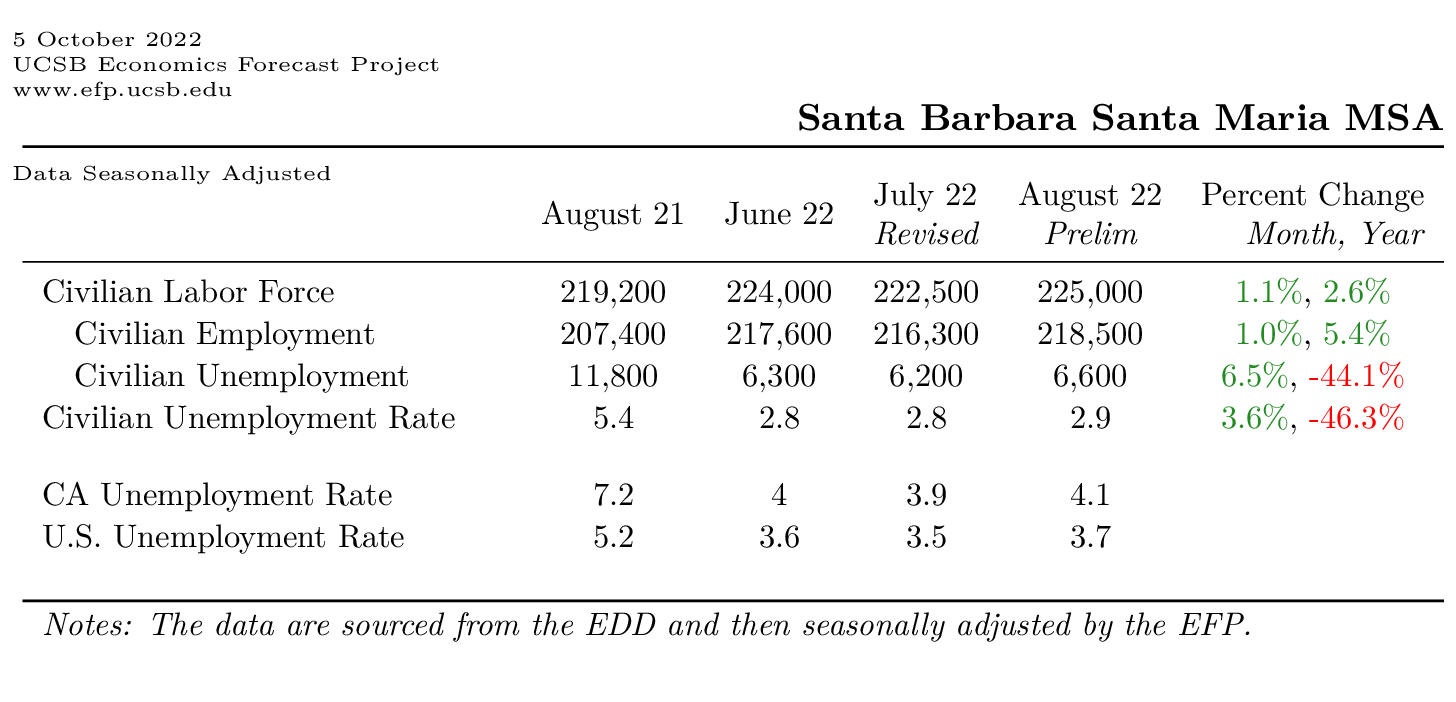 5 October 2022
UCSB Economics Forecast Project
www.efp.ucsb.edu
Santa Barbara Santa Maria MSA
Data Seasonally Adjusted
August 21 June 22 July 22 August 22 Percent Change
Revised Prelim Month, Year
Civilian Labor Force 219,200 224,000 222,500 225,000 1.1%, 2.6%
Civilian Employment 207,400 217,600 216,300 218,500 1.0%, 5.4%
Civilian Unemployment 11,800 6,300 6,200 6,600 6.5%, -44.1%
Civilian Unemployment Rate 5.4 2.8 2.8 2.9 3.6%, -46.3%
CA Unemployment Rate 7.2 4 3.9 4.1
U.S. Unemployment Rate 5.2 3.6 3.5 3.7
Notes: The data are sourced from the EDD and then seasonally adjusted by the EFP.